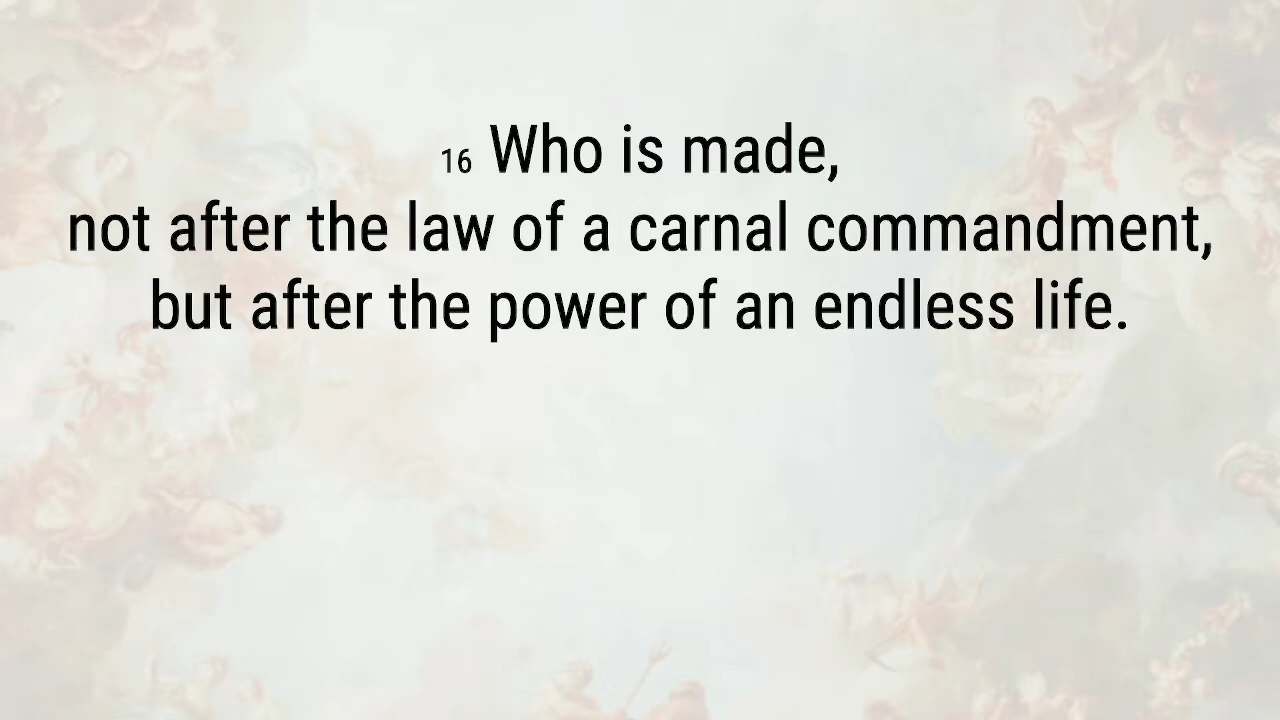 16 Who is made,
not after the law of a carnal commandment,
but after the power of an endless life.